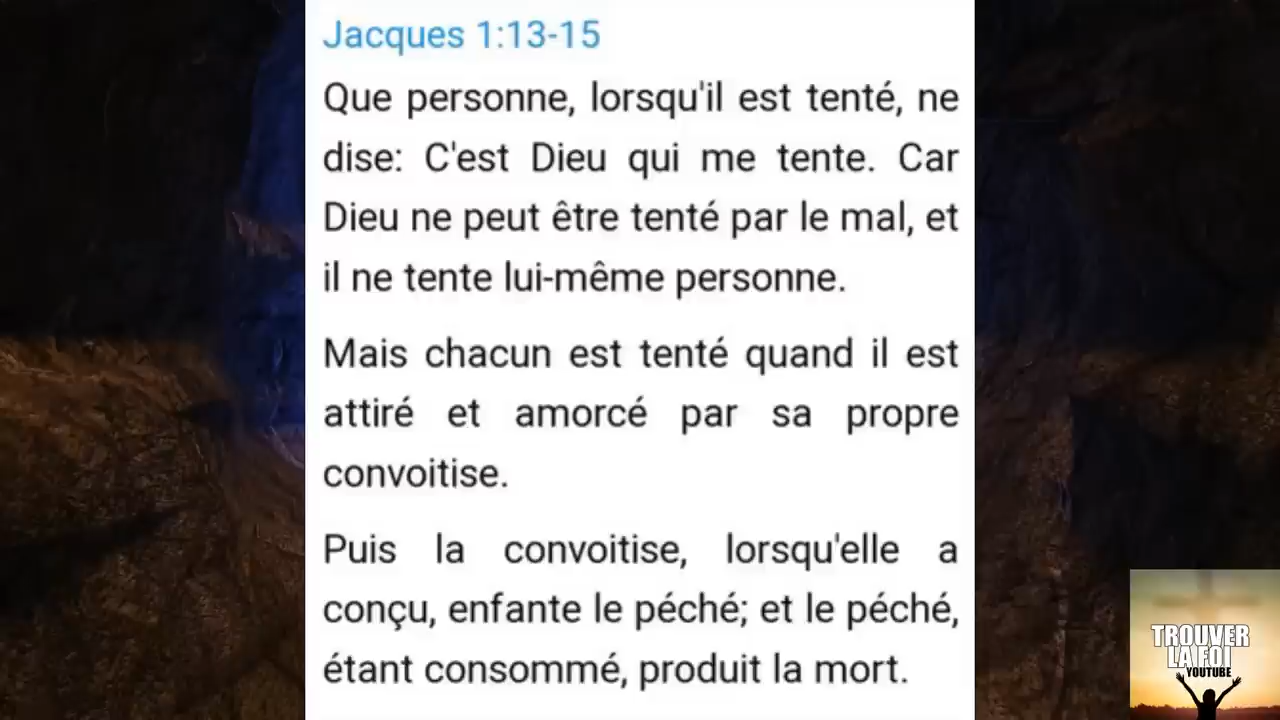 Jacques 1:13-15
Que personne, lorsqu'il est tenté, ne
dise: C'est Dieu qui me tente. Car
Dieu ne peut être tenté par le mal, et
il ne tente lui-même personne.
Mais chacun est tenté quand il est
attiré et amorcé par sa propre
convoitise.
Puis la convoitise, lorsqu'elle a
conçu, enfante le péché; et le péché,
étant consommé, produit la mort.
TROUVER
LA FOI
YOUTUBE